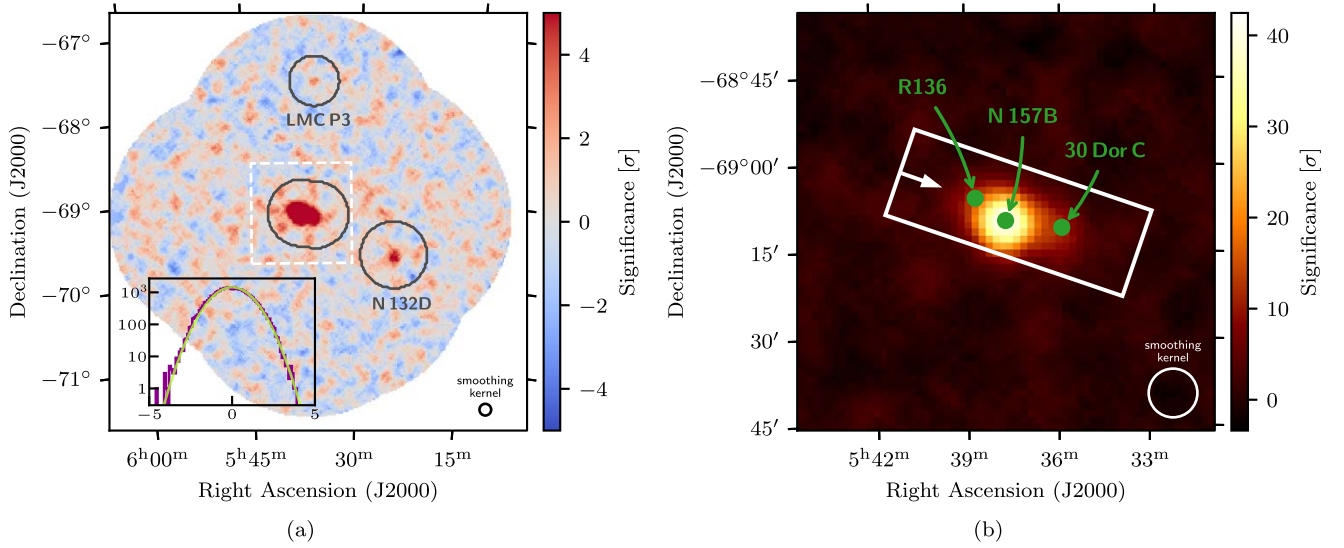 −67°
−68°
−69°
−70°
−71°
Declination (J2000)
LMC P3
N 132D
10³
100
10
1
−5
0
5
smoothing
kernel
6ʰ00ᵐ
5ʰ45ᵐ
30ᵐ
15ᵐ
Right Ascension (J2000)
(a)
4
2
0
−2
−4
Significance [σ]
−68°45′
−69°00′
15′
30′
45′
Declination (J2000)
R136
N 157B
30 Dor C
smoothing
kernel
5ʰ42ᵐ
39ᵐ
36ᵐ
33ᵐ
Right Ascension (J2000)
(b)
40
30
20
10
0
Significance [σ]